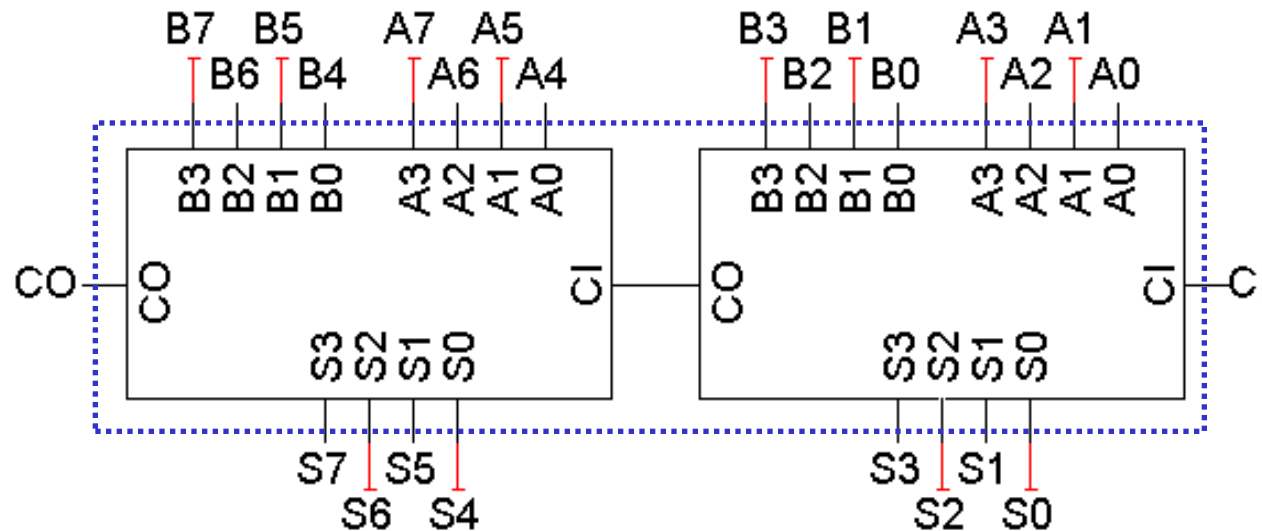 B7 B5 A7 A5 B3 B1 A3 A1
B6 B4 A6 A4 B2 B0 A2 A0
B3 B2 B1 B0 A3 A2 A1 A0 B3 B2 B1 B0 A3 A2 A1 A0
CO CO CI CO CI C
S3 S2 S1 S0 S3 S2 S1 S0
S7 S5 S3 S1
S6 S4 S2 S0